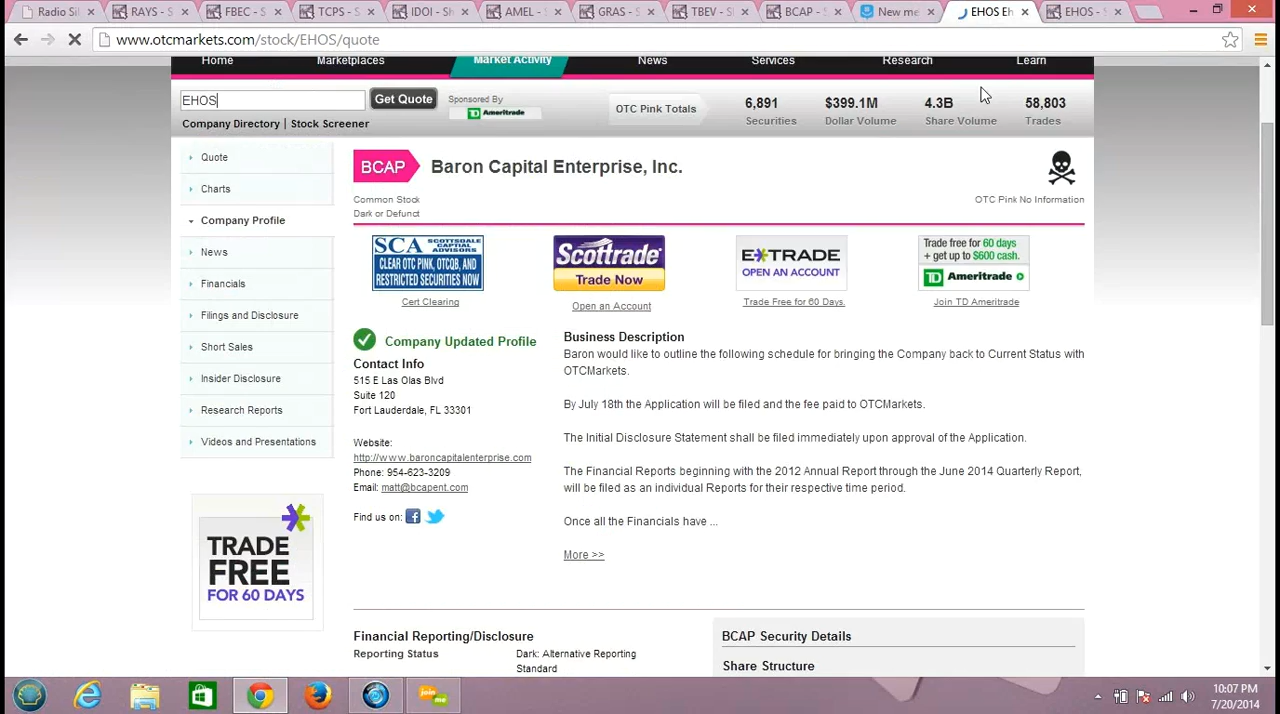 Radio Si
RAYS - S
FBEC - S
TCPS - S
IDOI - SH
AMEL - 1
GRAS - S
TBEV - SL
BCAP - S
New me
EHOS Eh
EHOS - S
www.otcmarkets.com/stock/EHOS/quote
Home
Marketplaces
Market Activity
News
Services
Research
Learn
EHOS
Get Quote
Sponsored By
Ameritrade
Company Directory | Stock Screener
OTC Pink Totals
6,891
Securities
$399.1M
Dollar Volume
4.3B
Share Volume
58,803
Trades
Quote
Charts
Company Profile
News
Financials
Filings and Disclosure
Short Sales
Insider Disclosure
Research Reports
Videos and Presentations
TRADE
FREE
FOR 60 DAYS
BCAP
Baron Capital Enterprise, Inc.
Common Stock
Dark or Defunct
OTC Pink No Information
SCA SCOTTSDALE CAPITAL ADVISORS
CLEAR OTC PINK, OTCQB, AND RESTRICTED SECURITIES NOW
Cert Clearing
Scottrade
Trade Now
Open an Account
E*TRADE
OPEN AN ACCOUNT
Trade Free for 60 Days.
Trade free for 60 days
+ get up to $600 cash.
TD Ameritrade
Join TD Ameritrade
Company Updated Profile
Contact Info
515 E Las Olas Blvd
Suite 120
Fort Lauderdale, FL 33301
Website:
http://www.baroncapitalenterprise.com
Phone: 954-623-3209
Email: matt@bcapent.com
Find us on:
Business Description
Baron would like to outline the following schedule for bringing the Company back to Current Status with
OTCMarkets.
By July 18th the Application will be filed and the fee paid to OTCMarkets.
The Initial Disclosure Statement shall be filed immediately upon approval of the Application.
The Financial Reports beginning with the 2012 Annual Report through the June 2014 Quarterly Report,
will be filed as an individual Reports for their respective time period.
Once all the Financials have ...
More >>
Financial Reporting/Disclosure
Reporting Status
Dark: Alternative Reporting
Standard
BCAP Security Details
Share Structure
join me
10:07 PM
7/20/2014